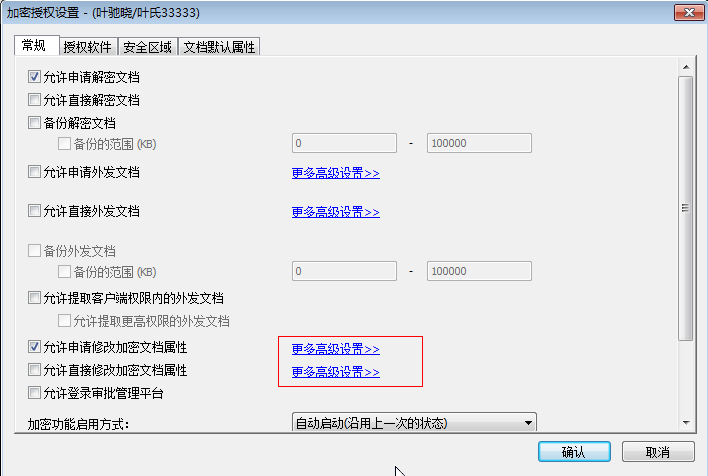 加密授权设置 - (叶驰晓/叶氏33333)
常规 授权软件 安全区域 文档默认属性
允许申请解密文档
允许直接解密文档
备份解密文档
备份的范围 (KB) 0 - 100000
允许申请外发文档 更多高级设置>>
允许直接外发文档 更多高级设置>>
备份外发文档
备份的范围 (KB) 0 - 100000
允许提取客户端权限内的外发文档
允许提取更高权限的外发文档
允许申请修改加密文档属性 更多高级设置>>
允许直接修改加密文档属性 更多高级设置>>
允许登录审批管理平台
加密功能启用方式: 自动启动(沿用上一次的状态)
确认 取消